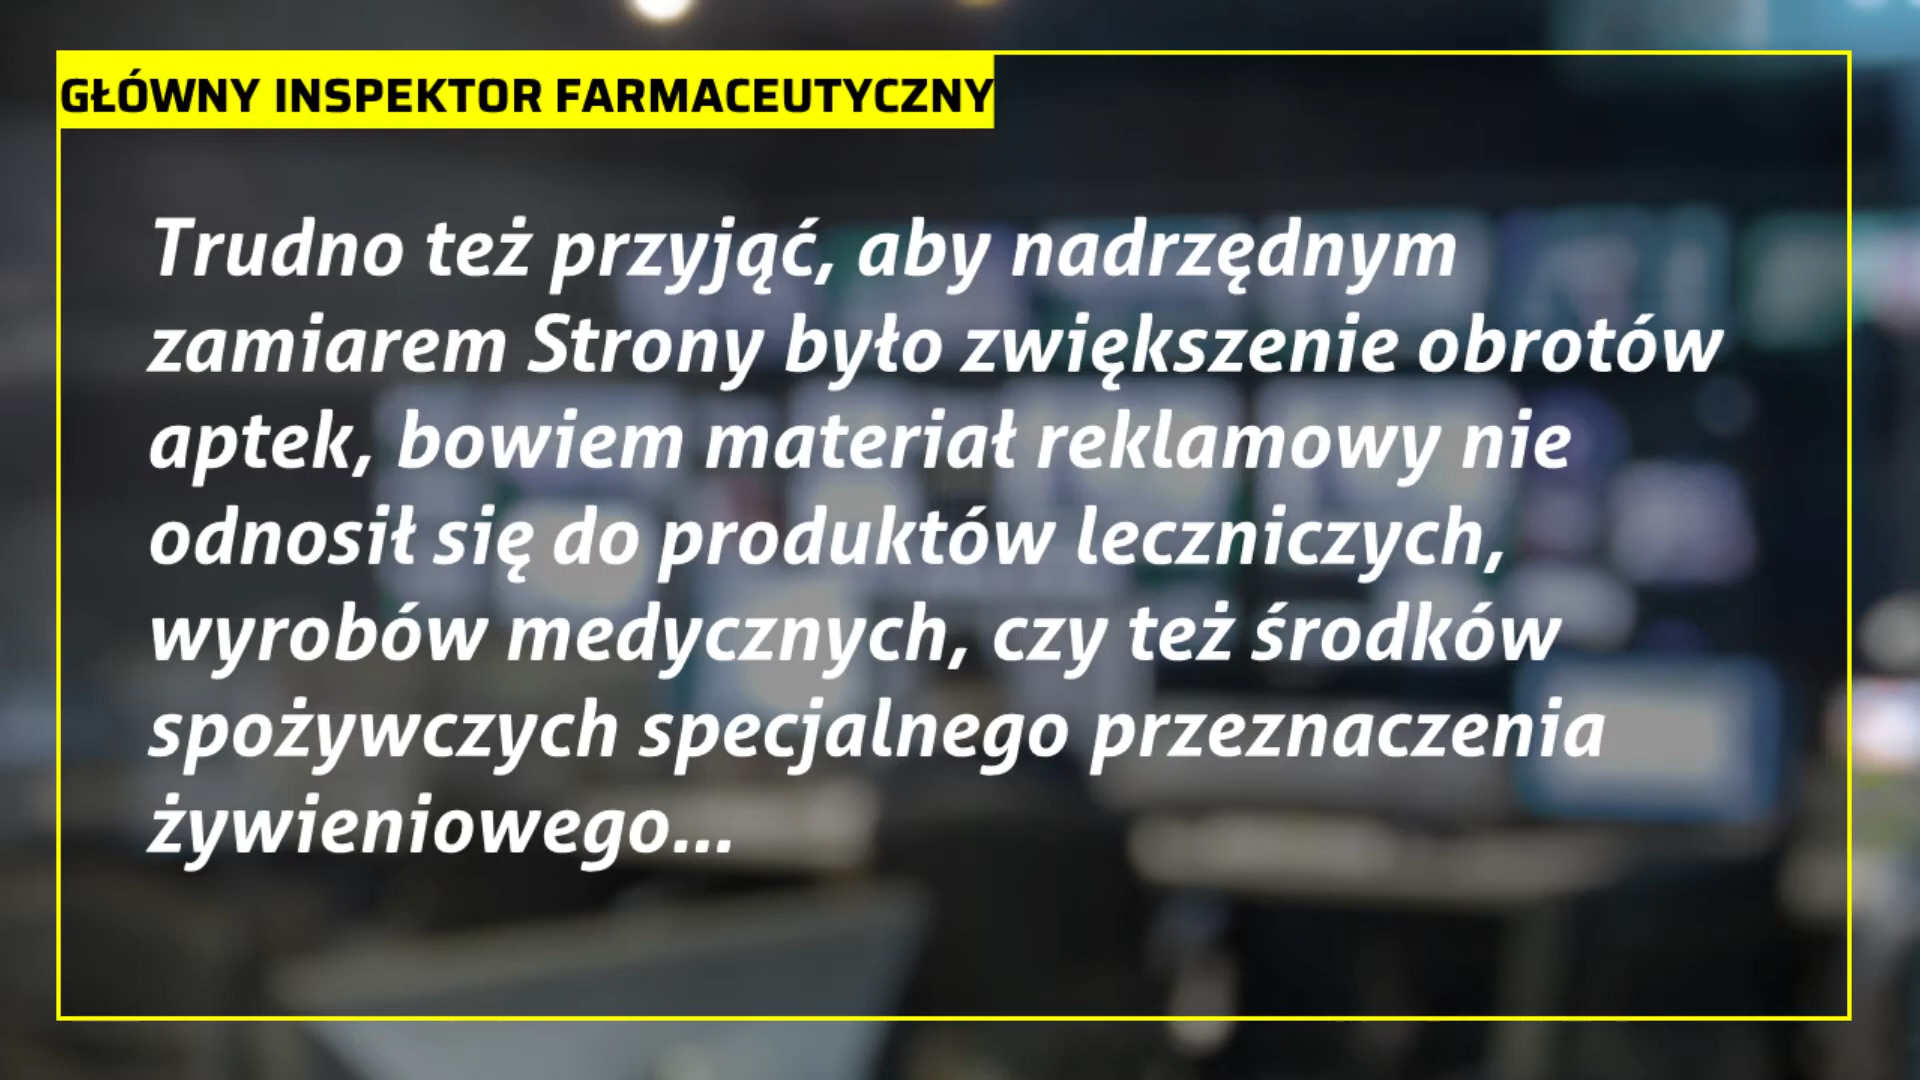 GŁÓWNY INSPEKTOR FARMACEUTYCZNY
Trudno też przyjąć, aby nadrzędnym
zamiarem Strony było zwiększenie obrotów
aptek, bowiem materiał reklamowy nie
odnosił się do produktów leczniczych,
wyrobów medycznych, czy też środków
spożywczych specjalnego przeznaczenia
żywieniowego...